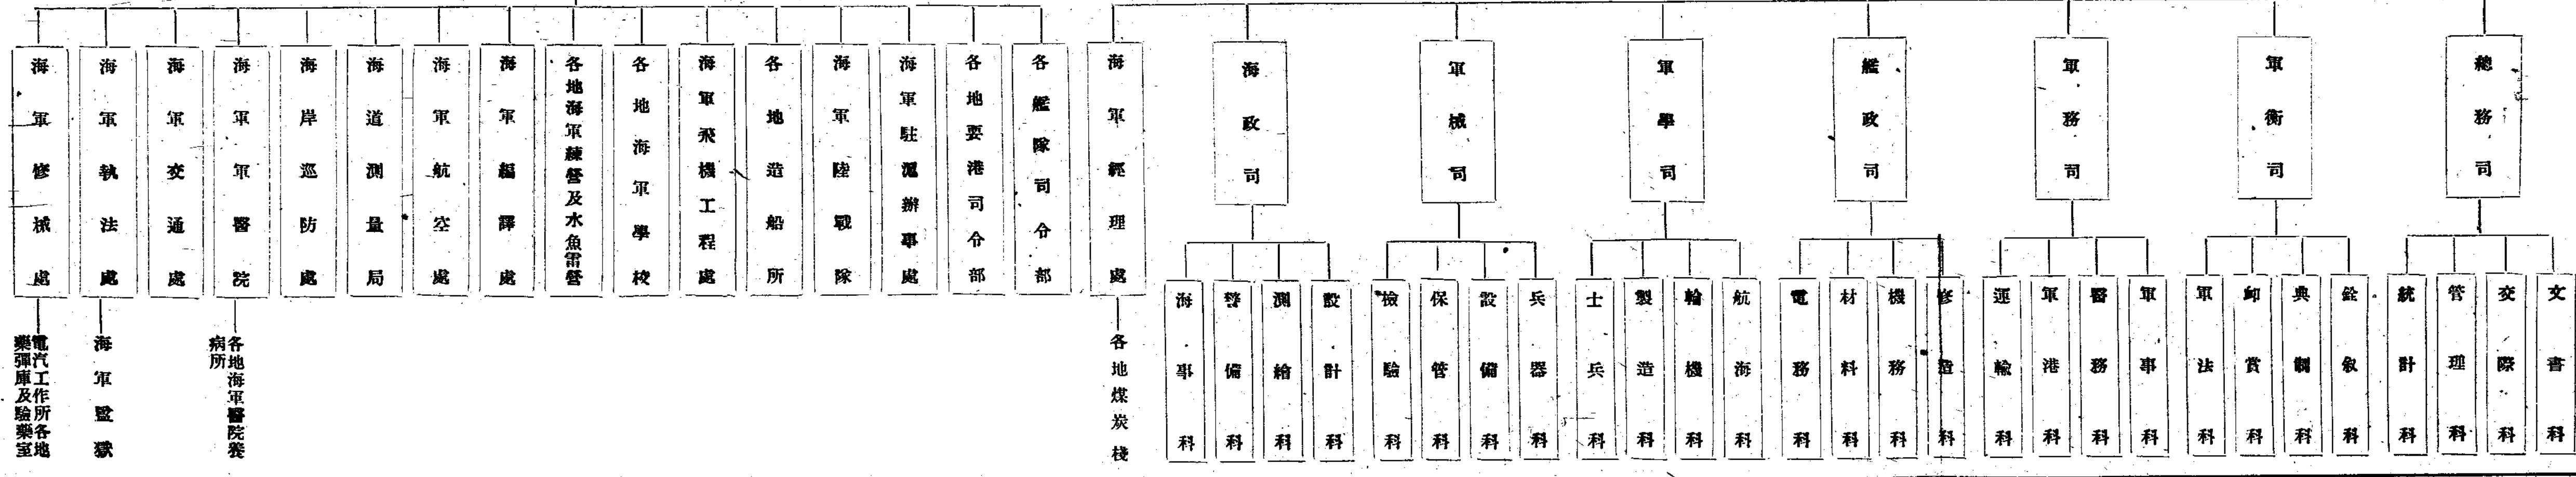 總務司
軍衡司
軍務司
艦政司
軍學司
軍械司
海政司
海軍經理處
各艦隊司令部
各地要港司令部
海軍駐滬辦事處
海軍陸戰隊
各地造船所
海軍飛機工程處
各地海軍學校
各地海軍練營及水魚雷營
海軍編譯處
海軍航空處
海道測量局
海岸巡防處
海軍軍醫院
海軍交通處
海軍執法處
海軍修械處
文書科
交際科
管理科
統計科
銓敘科
典制科
卹賞科
軍法科
軍事科
醫務科
軍港科
運輸科
修造科
機務科
材料科
電務科
航海科
輪機科
製造科
士兵科
兵器科
設備科
保管科
檢驗科
設計科
測繪科
警備科
海事科
各地煤炭棧
各地海軍醫院養
病所
海軍監獄
電汽工作所各地
藥彈庫及驗藥室